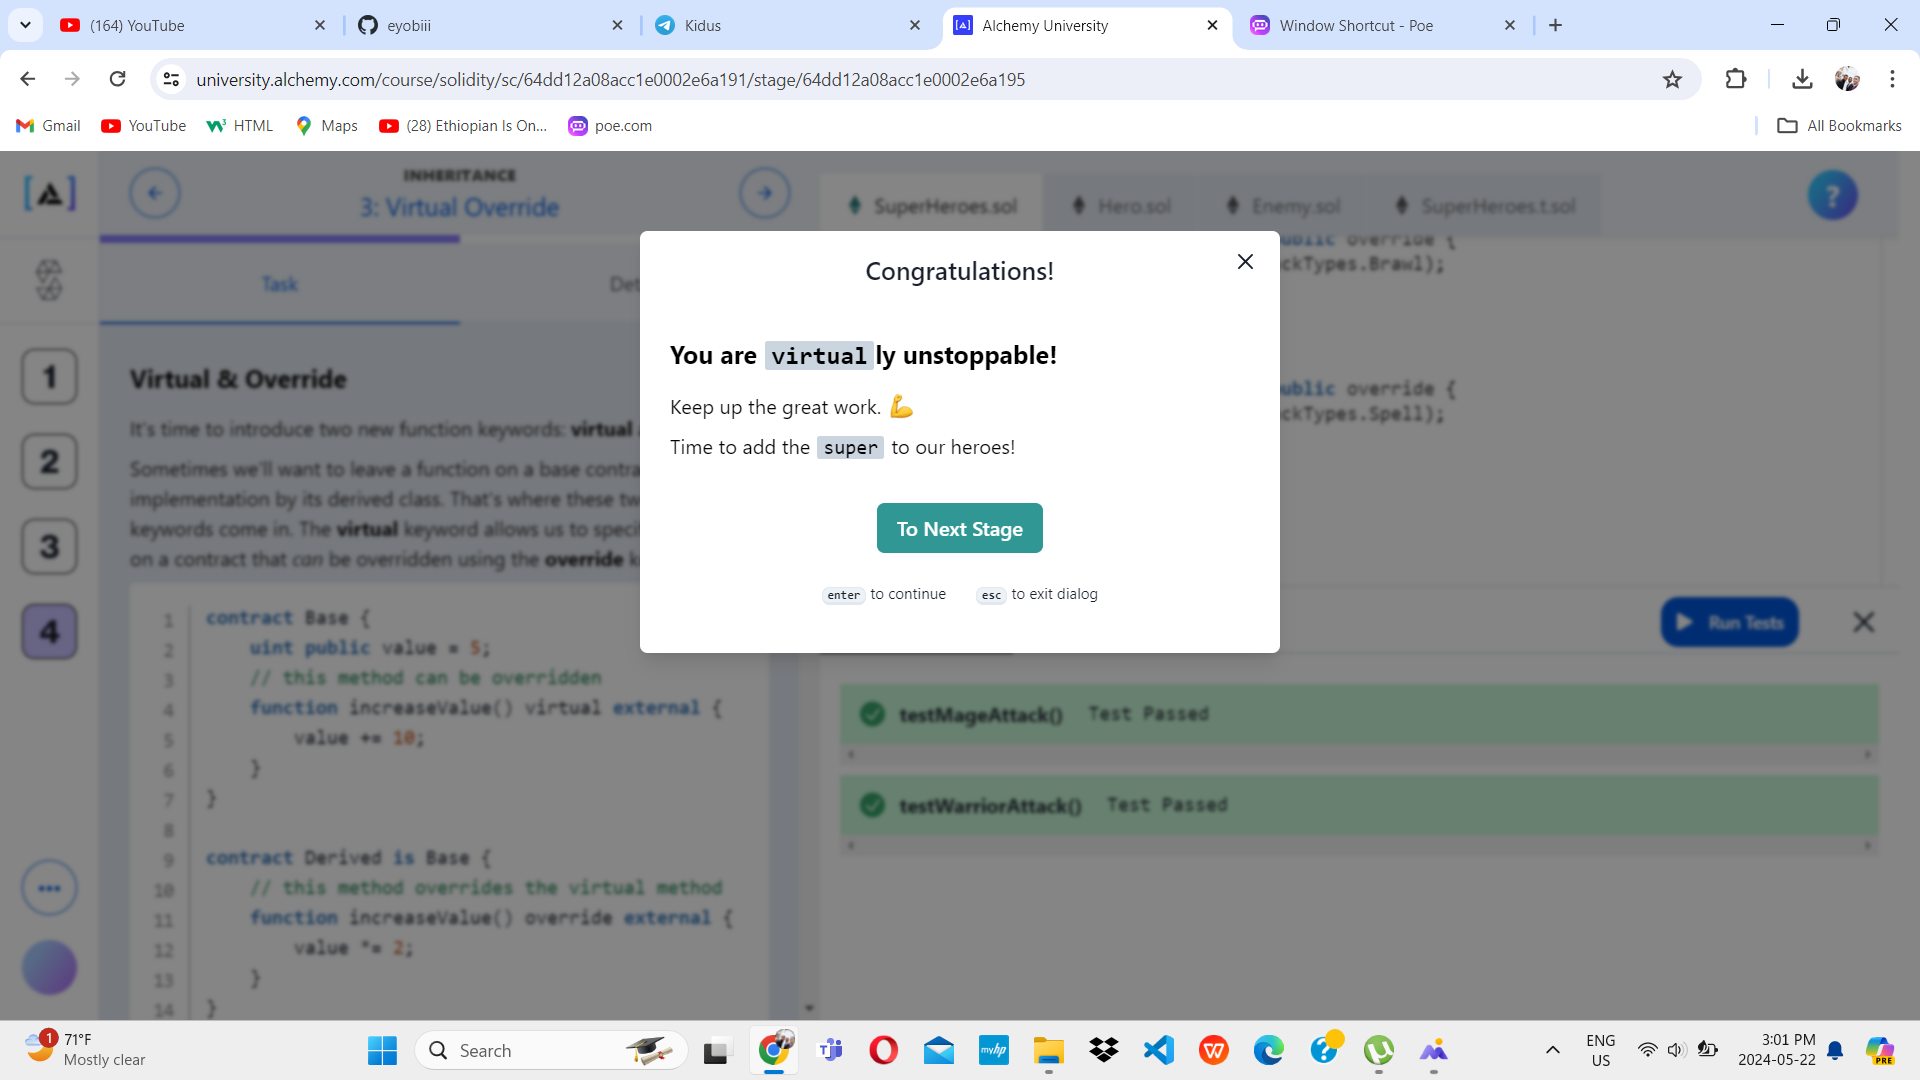 (164) YouTube
eyobiii
Kidus
Alchemy University
Window Shortcut - Poe
university.alchemy.com/course/solidity/sc/64dd12a08acc1e0002e6a191/stage/64dd12a08acc1e0002e6a195
Gmail
YouTube
HTML
Maps
(28) Ethiopian Is On...
poe.com
All Bookmarks
INHERITANCE
3: Virtual Override
SuperHeroes.sol
Hero.sol
Enemy.sol
SuperHeroes.t.sol
?
Task
Det
1
2
3
4
Virtual & Override
It's time to introduce two new function keywords: virtual
Sometimes we'll want to leave a function on a base contra
implementation by its derived class. That's where these tw
keywords come in. The virtual keyword allows us to specif
on a contract that can be overridden using the override k
1 contract Base {
2 uint public value = 5;
3 // this method can be overridden
4 function increaseValue() virtual external {
5 value += 10;
6 }
7 }
8
9 contract Derived is Base {
10 // this method overrides the virtual method
11 function increaseValue() override external {
12 value *= 2;
13 }
14 }
Congratulations!
You are virtually unstoppable!
Keep up the great work. 💪
Time to add the super to our heroes!
To Next Stage
enter to continue esc to exit dialog
ublic override {
ckTypes.Brawl);
ublic override {
ckTypes.Spell);
Run Tests
testMageAttack() Test Passed
testWarriorAttack() Test Passed
1
71°F
Mostly clear
Search
myhp
ENG
US
3:01 PM
2024-05-22
PRE